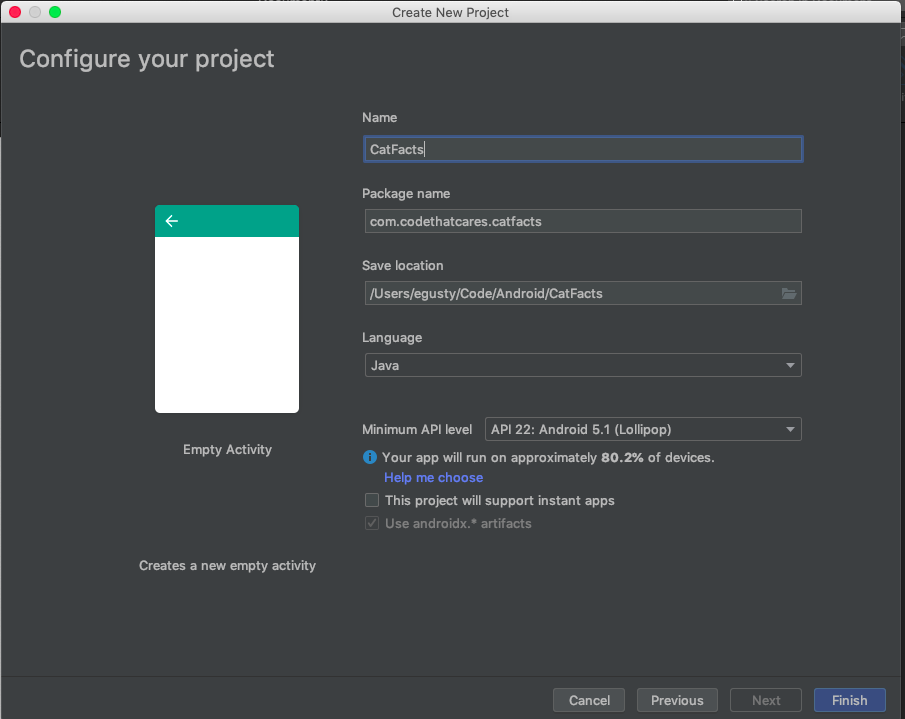 Create New Project
Configure your project
Name
CatFacts
Package name
com.codethatcares.catfacts
Save location
/Users/egusty/Code/Android/CatFacts
Language
Java
Minimum API level
API 22: Android 5.1 (Lollipop)
Your app will run on approximately 80.2% of devices.
Help me choose
This project will support instant apps
Use androidx.* artifacts
Empty Activity
Creates a new empty activity
Cancel
Previous
Next
Finish